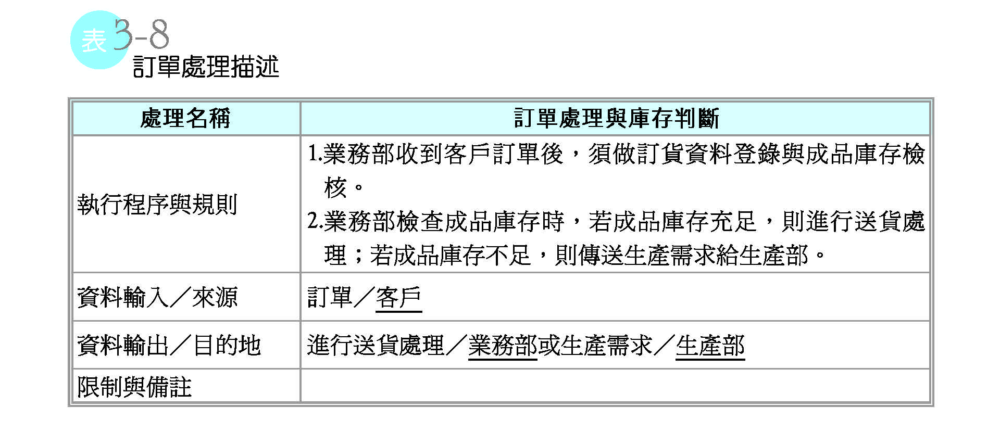 表3-8
訂單處理描述
處理名稱 訂單處理與庫存判斷
執行程序與規則
1.業務部收到客戶訂單後，須做訂貨資料登錄與成品庫存檢
核。
2.業務部檢查成品庫存時，若成品庫存充足，則進行送貨處
理；若成品庫存不足，則傳送生產需求給生產部。
資料輸入／來源 訂單／客戶
資料輸出／目的地 進行送貨處理／業務部或生產需求／生產部
限制與備註